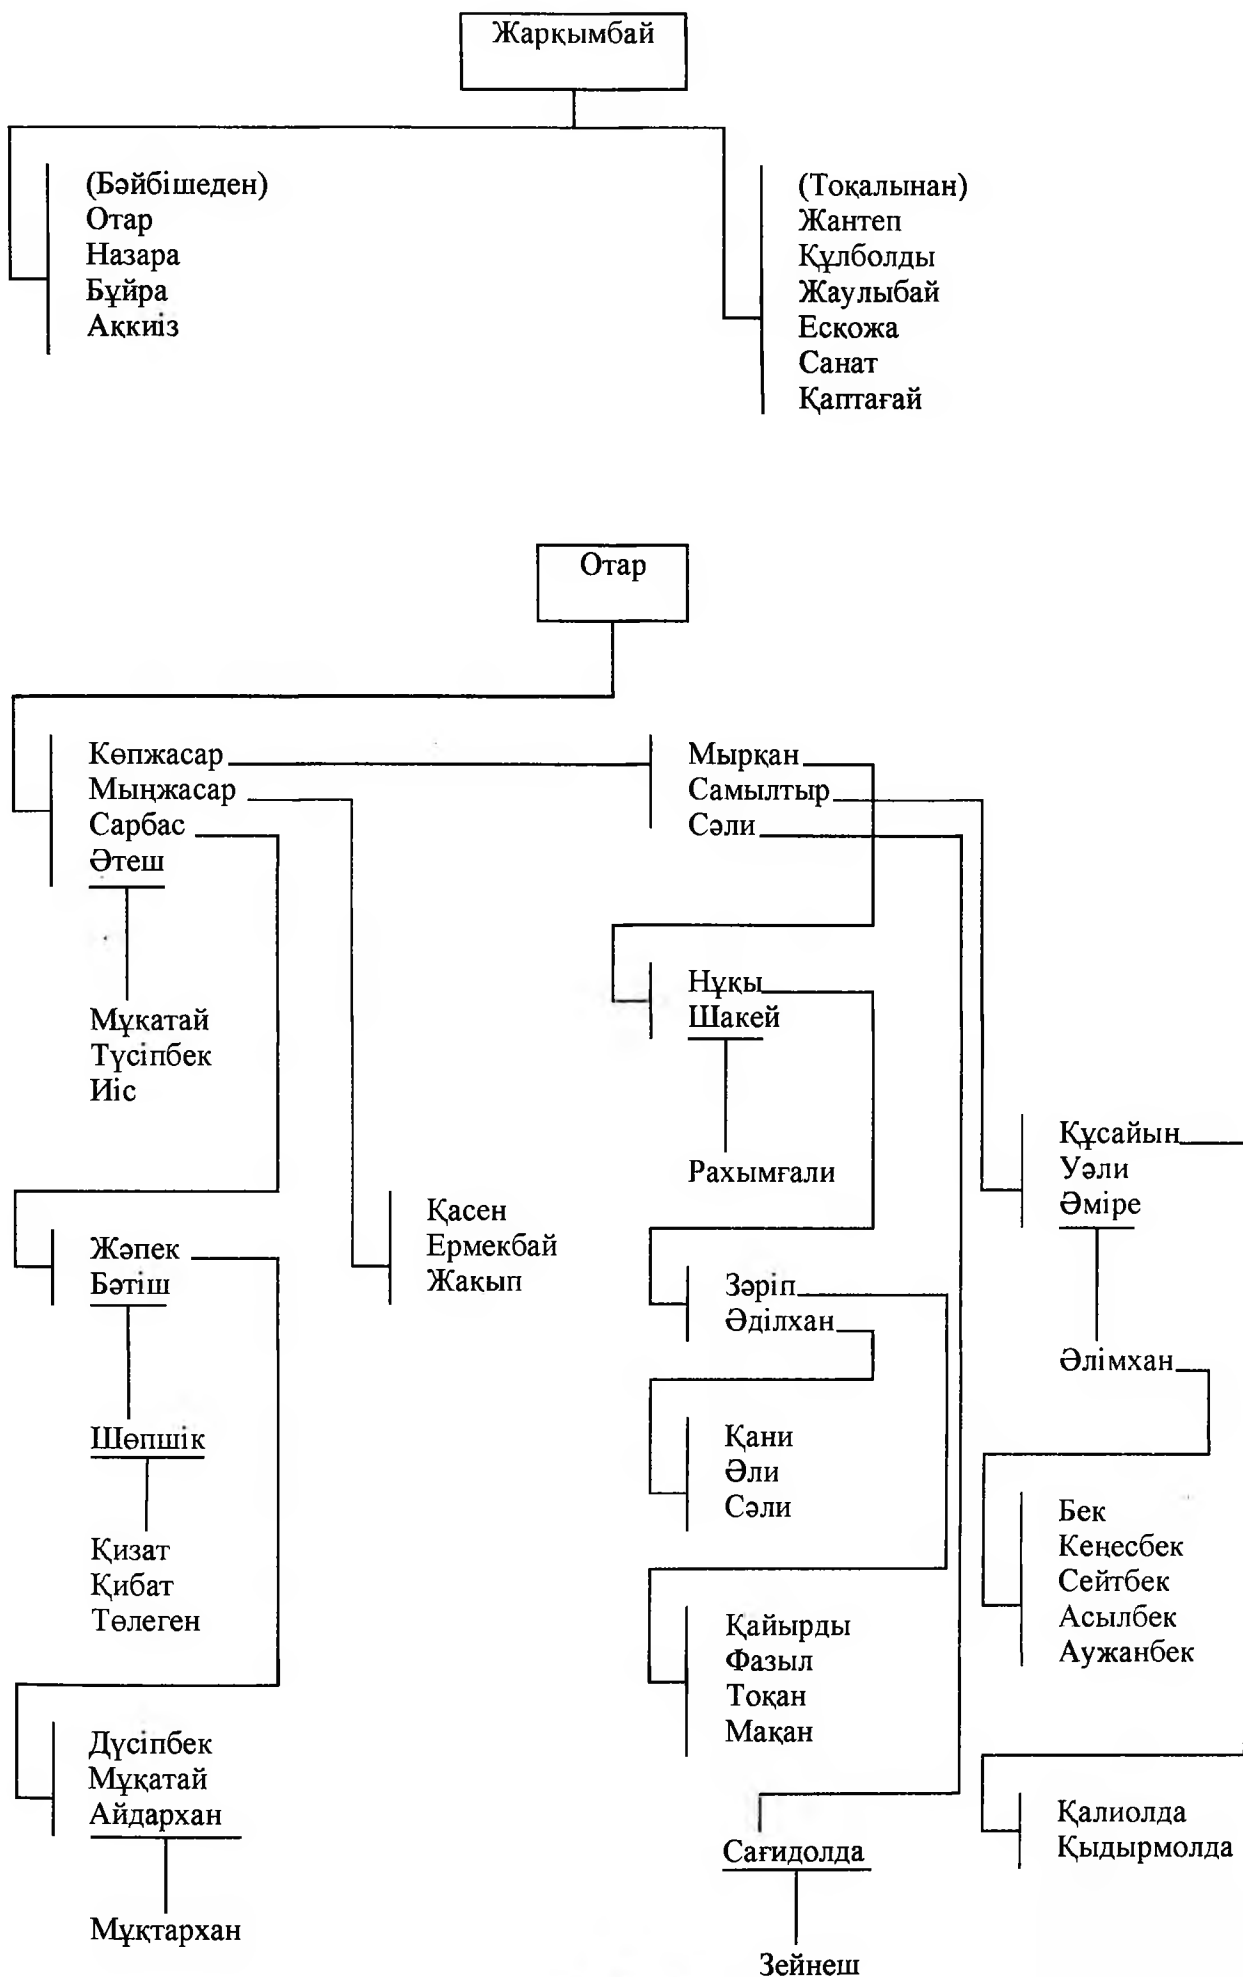 Жарқымбай
(Бәйбішеден)
Отар
Назара
Бұйра
Ақкиіз
(Тоқалынан)
Жантеп
Құлболды
Жаулыбай
Есқожа
Санат
Қаптағай
Отар
Көпжасар
Мыңжасар
Сарбас
Әтеш
Мырқан
Самылтыр
Сәли
Мұқатай
Түсіпбек
Иіс
Нұқы
Шакей
Рахымғали
Құсайын
Уәли
Әміре
Жәпек
Бәтіш
Қасен
Ермекбай
Жақып
Зәріп
Әділхан
Әлімхан
Шөпшік
Қани
Әли
Сәли
Қизат
Қибат
Төлеген
Бек
Кеңесбек
Сейтбек
Асылбек
Аужанбек
Қайырды
Фазыл
Тоқан
Мақан
Дүсіпбек
Мұқатай
Айдархан
Мұқтархан
Сағидолда
Зейнеш
Қалиолда
Қыдырмолда